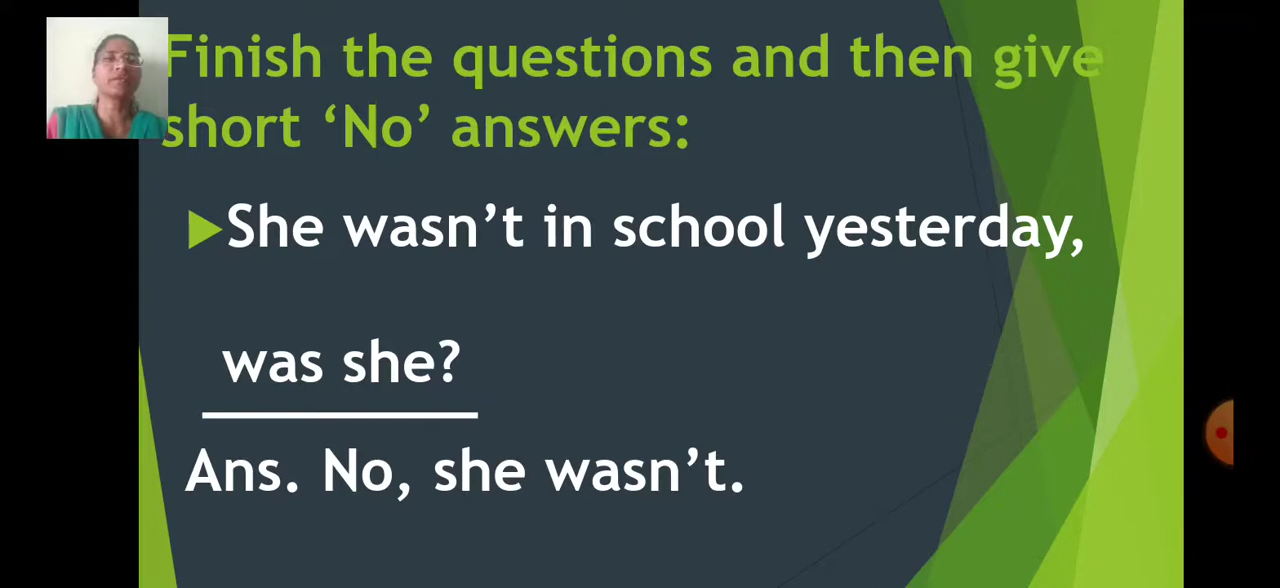 Finish the questions and then give
short ‘No’ answers:
She wasn’t in school yesterday,
was she?
Ans. No, she wasn’t.